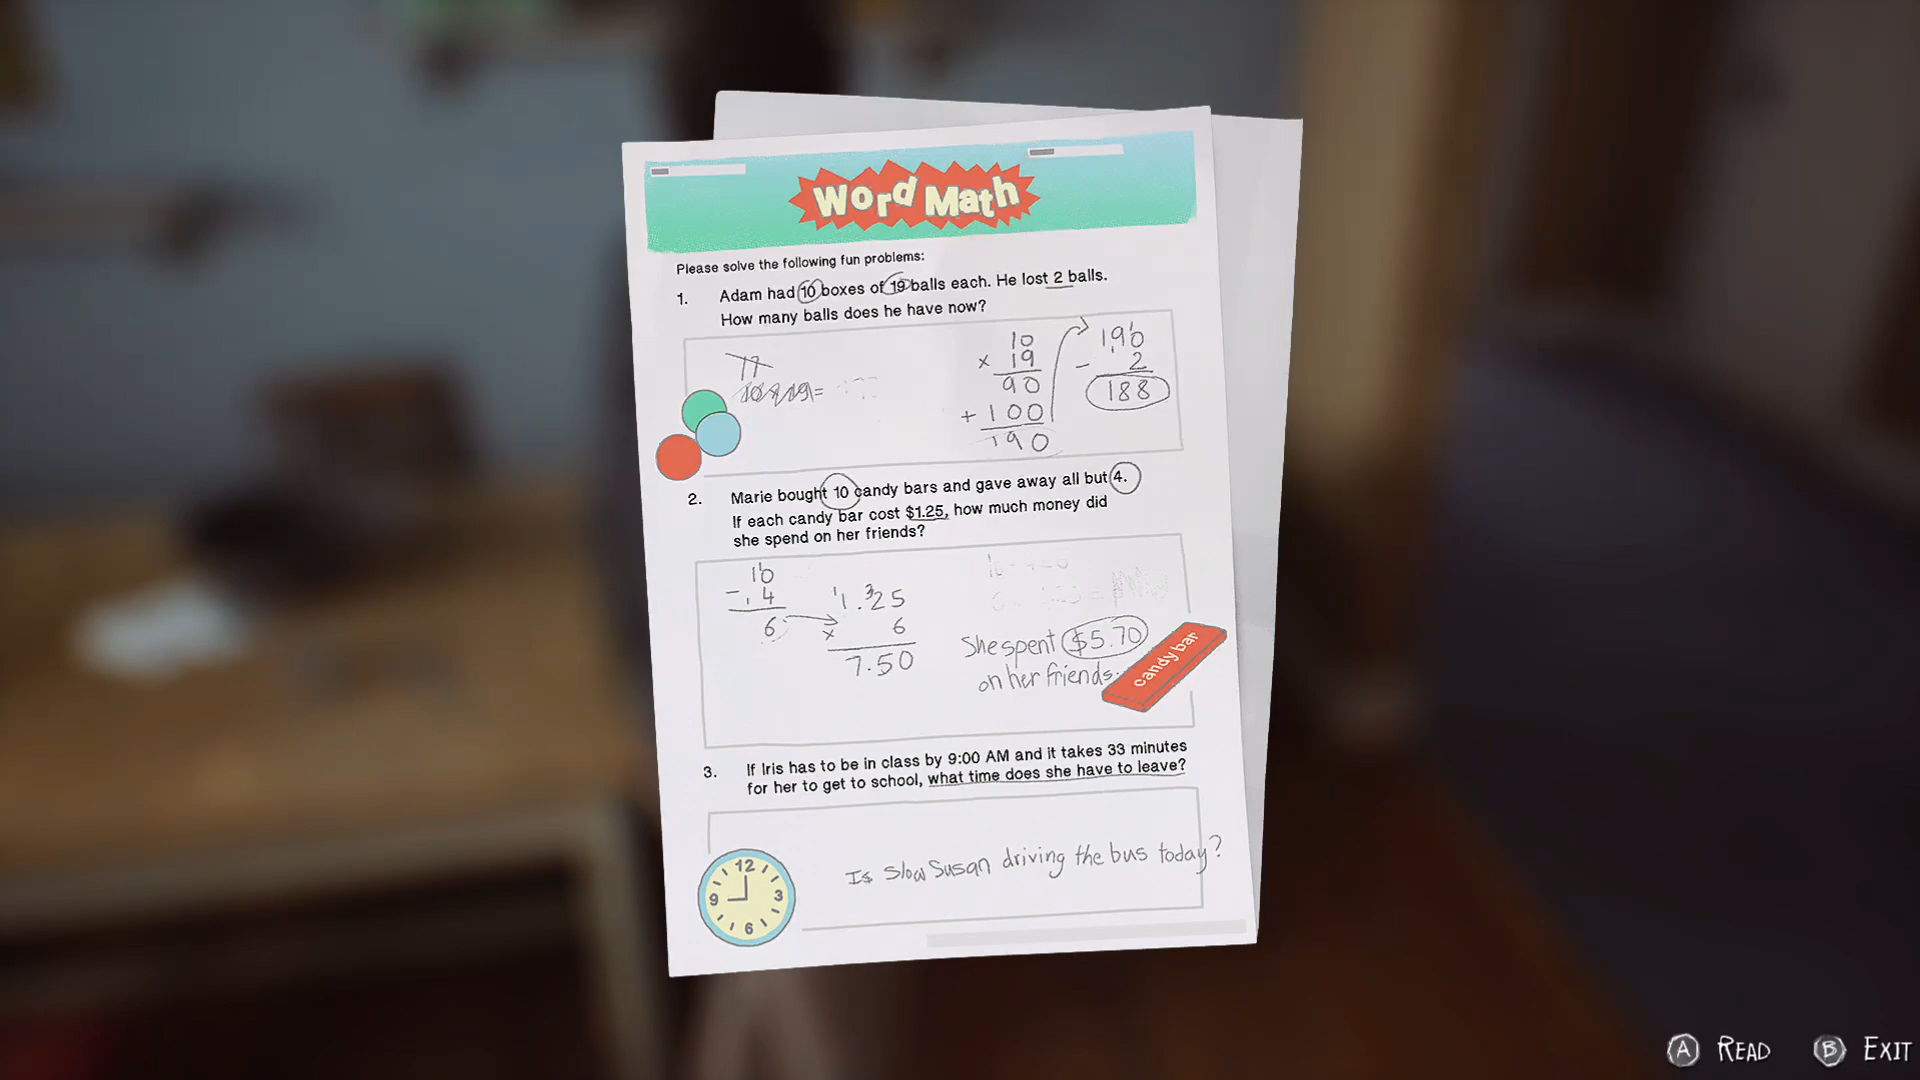 Word Math
Please solve the following fun problems:
1. Adam had 10 boxes of 19 balls each. He lost 2 balls.
How many balls does he have now?
17
10
x 19
90
+ 100
190
190
- 2
188
2. Marie bought 10 candy bars and gave away all but 4.
If each candy bar cost $1.25, how much money did
she spend on her friends?
10
- 4
6
1.25
x 6
7.50
She spent $5.70
on her friends.
candy bar
3. If Iris has to be in class by 9:00 AM and it takes 33 minutes
for her to get to school, what time does she have to leave?
12
9 3
6
Is Slow Susan driving the bus today?
A READ B EXIT